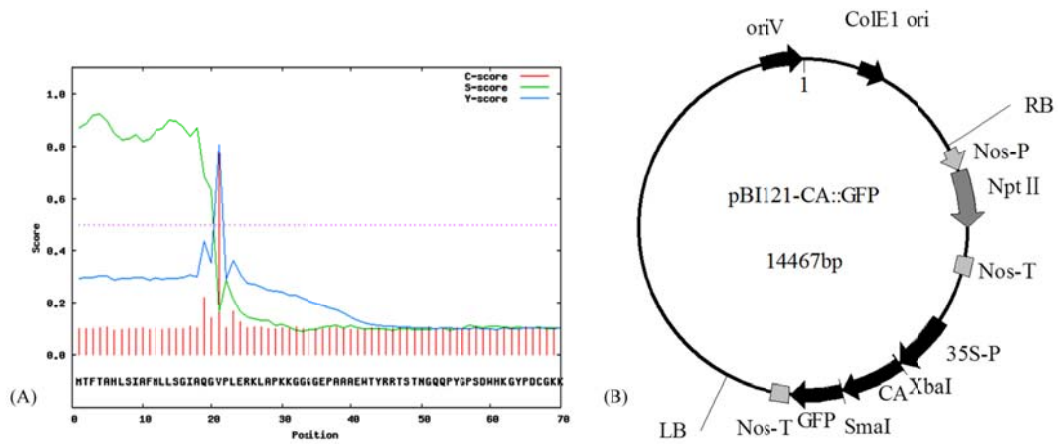 C-score
S-score
Y-score
1.0
0.8
0.6
0.4
0.2
0.0
Score
MTFTAHLSIAFHLLSGIAQGVPLERKLAPKKGGIGEPAAAEWTYRRTSTNGQQPYGPSDWHKGYPDCGKK
0 10 20 30 40 50 60 70
Position
(A)
oriV
ColE1 ori
1
RB
Nos-P
NptⅡ
pBI121-CA::GFP
14467bp
Nos-T
35S-P
XbaI
CA
SmaI
GFP
Nos-T
LB
(B)